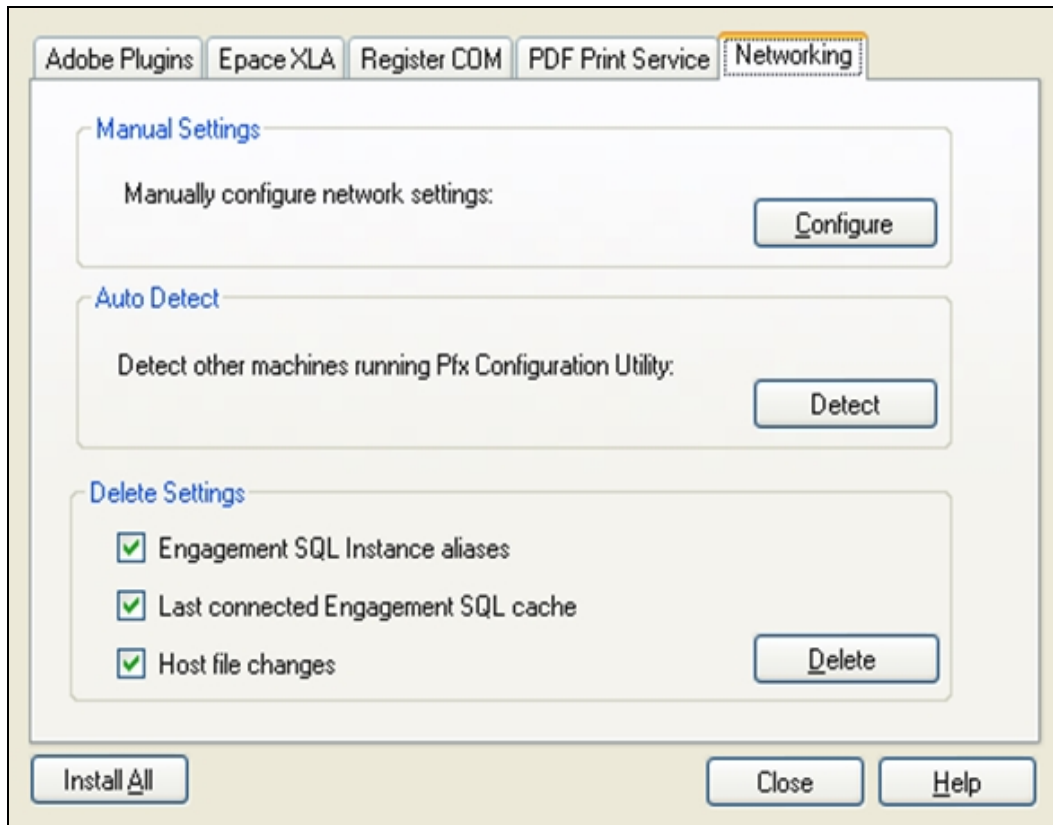 Adobe Plugins Epace XLA Register COM PDF Print Service Networking
Manual Settings
Manually configure network settings:
Configure
Auto Detect
Detect other machines running Pfx Configuration Utility:
Detect
Delete Settings
Engagement SQL Instance aliases
Last connected Engagement SQL cache
Host file changes
Delete
Install All Close Help